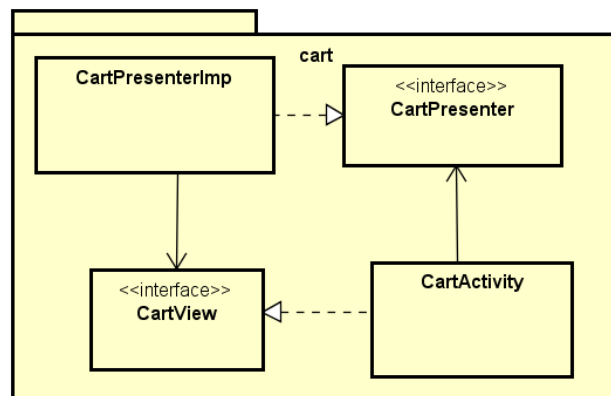 cart
CartPresenterImp
<<interface>>
CartPresenter
<<interface>>
CartView
CartActivity